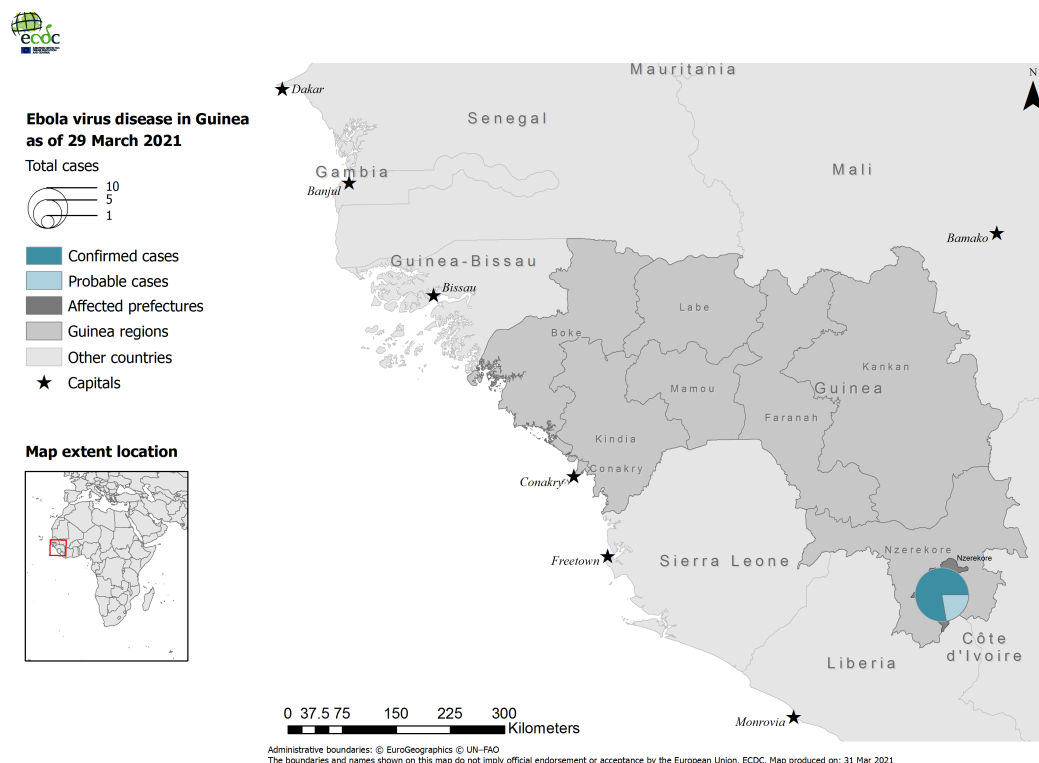 ecdc
Ebola virus disease in Guinea
as of 29 March 2021
Total cases
10
5
1
Confirmed cases
Probable cases
Affected prefectures
Guinea regions
Other countries
Capitals
Map extent location
N
Mauritania
Dakar
Senegal
Mali
Gambia
Banjul
Bamako
Guinea-Bissau
Bissau
Labe
Boke
Kankan
Mamou
Guinea
Faranah
Kindia
Conakry
Conakry
Nzerekore
Nzerekore
Freetown
Sierra Leone
Côte
d'Ivoire
Liberia
Monrovia
0 37.5 75 150 225 300
Kilometers
Administrative boundaries: © EuroGeographics © UN–FAO
The boundaries and names shown on this map do not imply official endorsement or acceptance by the European Union. ECDC. Map produced on: 31 Mar 2021